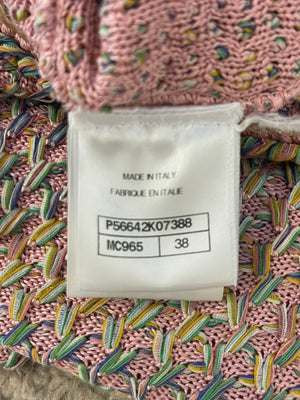 MADE IN ITALY
FABRIQUE EN ITALIE
P56642K07388
MC965 38